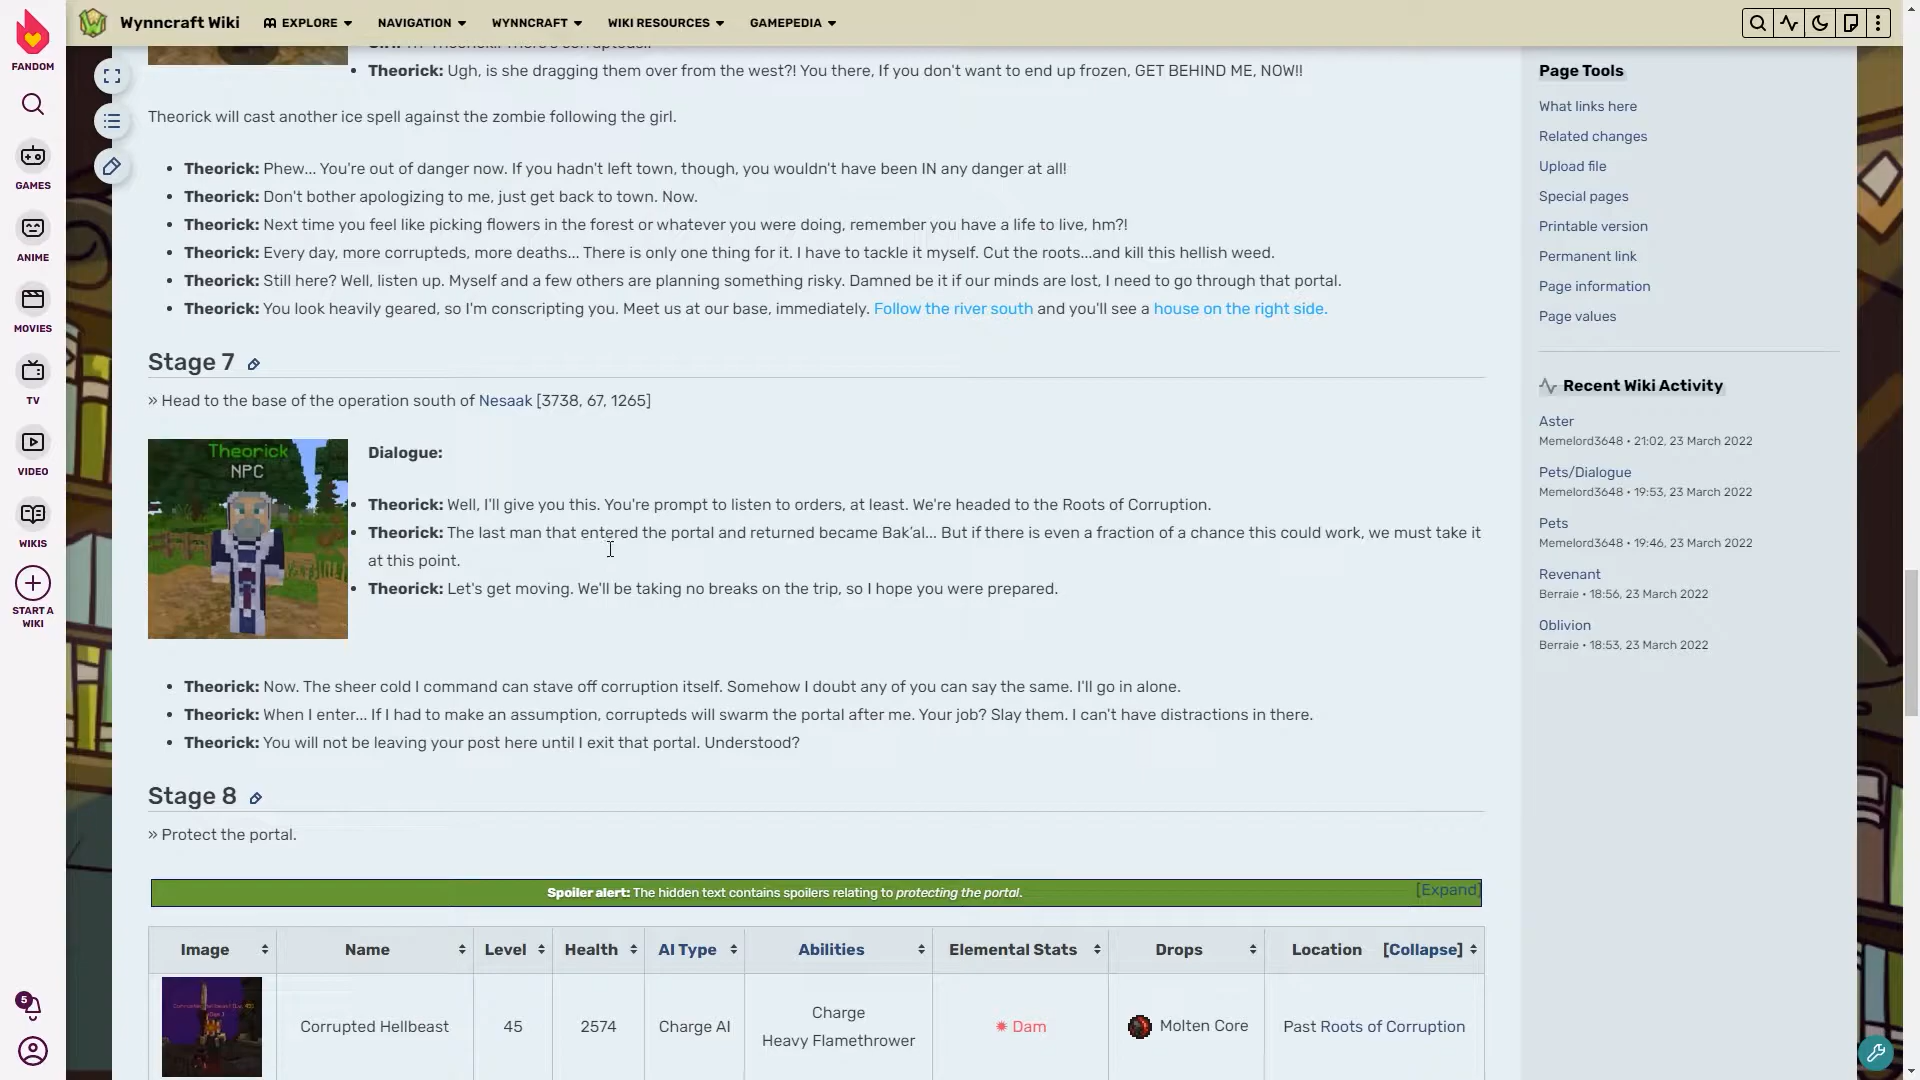 Wynncraft Wiki
EXPLORE
NAVIGATION
WYNNCRAFT
WIKI RESOURCES
GAMEPEDIA
FANDOM
GAMES
ANIME
MOVIES
TV
VIDEO
WIKIS
START A
WIKI
5
Theorick: Ugh, is she dragging them over from the west?! You there, If you don't want to end up frozen, GET BEHIND ME, NOW!!
Theorick will cast another ice spell against the zombie following the girl.
Theorick: Phew... You're out of danger now. If you hadn't left town, though, you wouldn't have been IN any danger at all!
Theorick: Don't bother apologizing to me, just get back to town. Now.
Theorick: Next time you feel like picking flowers in the forest or whatever you were doing, remember you have a life to live, hm?!
Theorick: Every day, more corrupteds, more deaths... There is only one thing for it. I have to tackle it myself. Cut the roots...and kill this hellish weed.
Theorick: Still here? Well, listen up. Myself and a few others are planning something risky. Damned be it if our minds are lost, I need to go through that portal.
Theorick: You look heavily geared, so I'm conscripting you. Meet us at our base, immediately. Follow the river south and you'll see a house on the right side.
Stage 7
» Head to the base of the operation south of Nesaak [3738, 67, 1265]
Theorick
NPC
Dialogue:
Theorick: Well, I'll give you this. You're prompt to listen to orders, at least. We're headed to the Roots of Corruption.
Theorick: The last man that entered the portal and returned became Bak'al... But if there is even a fraction of a chance this could work, we must take it
at this point.
Theorick: Let's get moving. We'll be taking no breaks on the trip, so I hope you were prepared.
Theorick: Now. The sheer cold I command can stave off corruption itself. Somehow I doubt any of you can say the same. I'll go in alone.
Theorick: When I enter... If I had to make an assumption, corrupteds will swarm the portal after me. Your job? Slay them. I can't have distractions in there.
Theorick: You will not be leaving your post here until I exit that portal. Understood?
Stage 8
» Protect the portal.
Spoiler alert: The hidden text contains spoilers relating to protecting the portal.
[Expand]
Image Name Level Health AI Type Abilities Elemental Stats Drops Location [Collapse]
Corrupted Hellbeast 45 2574 Charge AI Charge
Heavy Flamethrower
✹ Dam Molten Core Past Roots of Corruption
Page Tools
What links here
Related changes
Upload file
Special pages
Printable version
Permanent link
Page information
Page values
Recent Wiki Activity
Aster
Memelord3648 • 21:02, 23 March 2022
Pets/Dialogue
Memelord3648 • 19:53, 23 March 2022
Pets
Memelord3648 • 19:46, 23 March 2022
Revenant
Berraie • 18:56, 23 March 2022
Oblivion
Berraie • 18:53, 23 March 2022